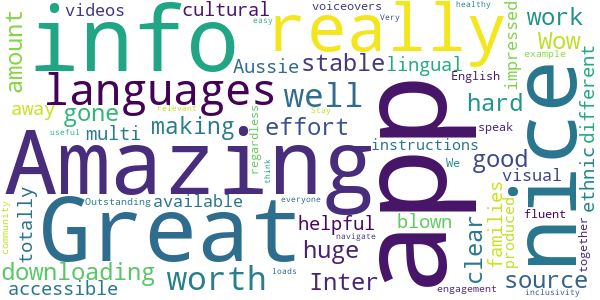 videos
cultural
voiceovers
Very
easy
healthy
amount
info
really
impressed
work
Wow
example
Aussie
stable
lingual
English
languages
well
hard
different
ethnic
away
gone
relevant
Stay
useful
multi
making
effort
regardless
think
Amazing
app
nice
instructions
speak
We
good
visual
totally
Great
Outstanding
available
everyone
helpful
navigate
blown
clear
families
produced
fluent
together
community
downloading
accessible
worth
loads
huge
Inter
engagement
source
inclusivity